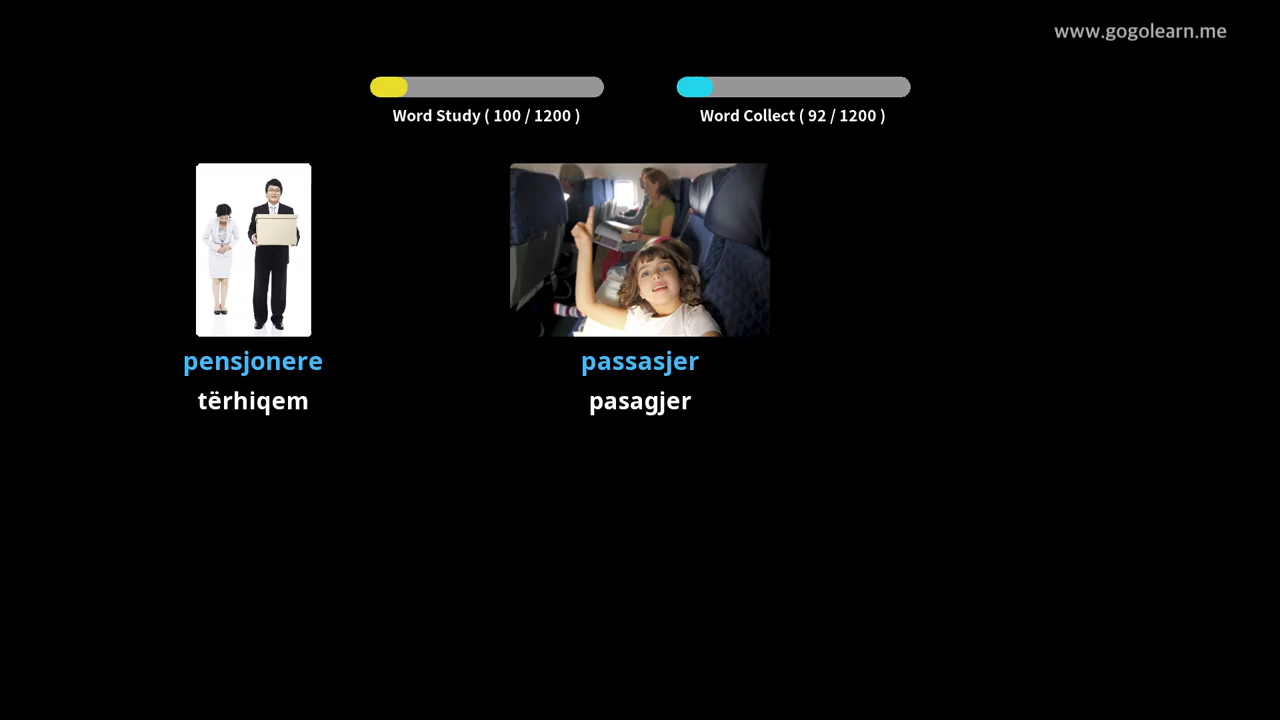 www.gogolearn.me
Word Study ( 100 / 1200 )
Word Collect ( 92 / 1200 )
pensjonere
tërhiqem
passasjer
pasagjer